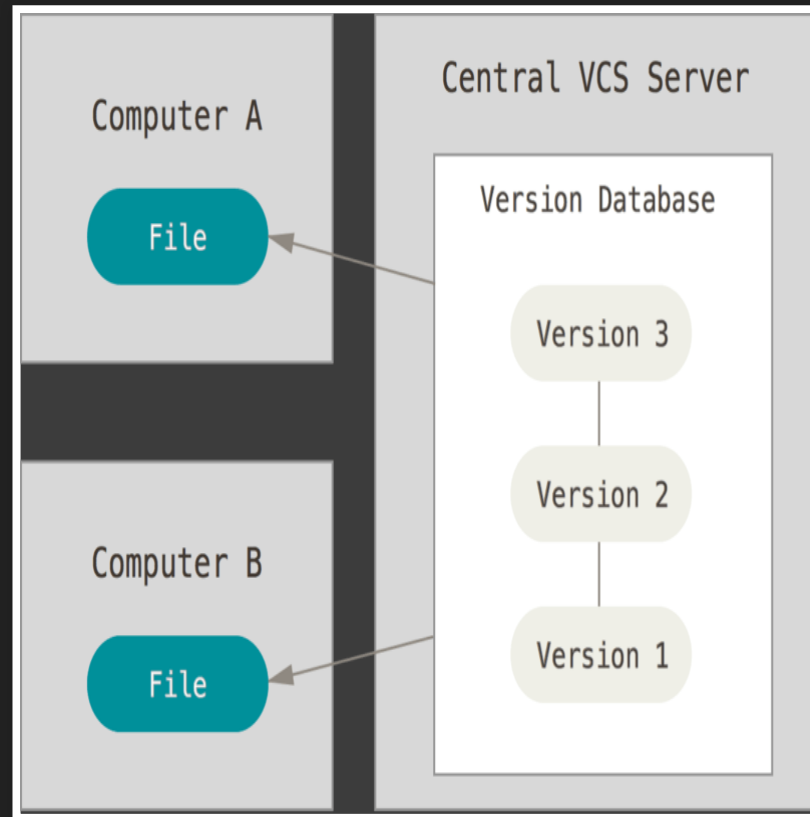 Computer A
File
Computer B
File
Central VCS Server
Version Database
Version 3
Version 2
Version 1